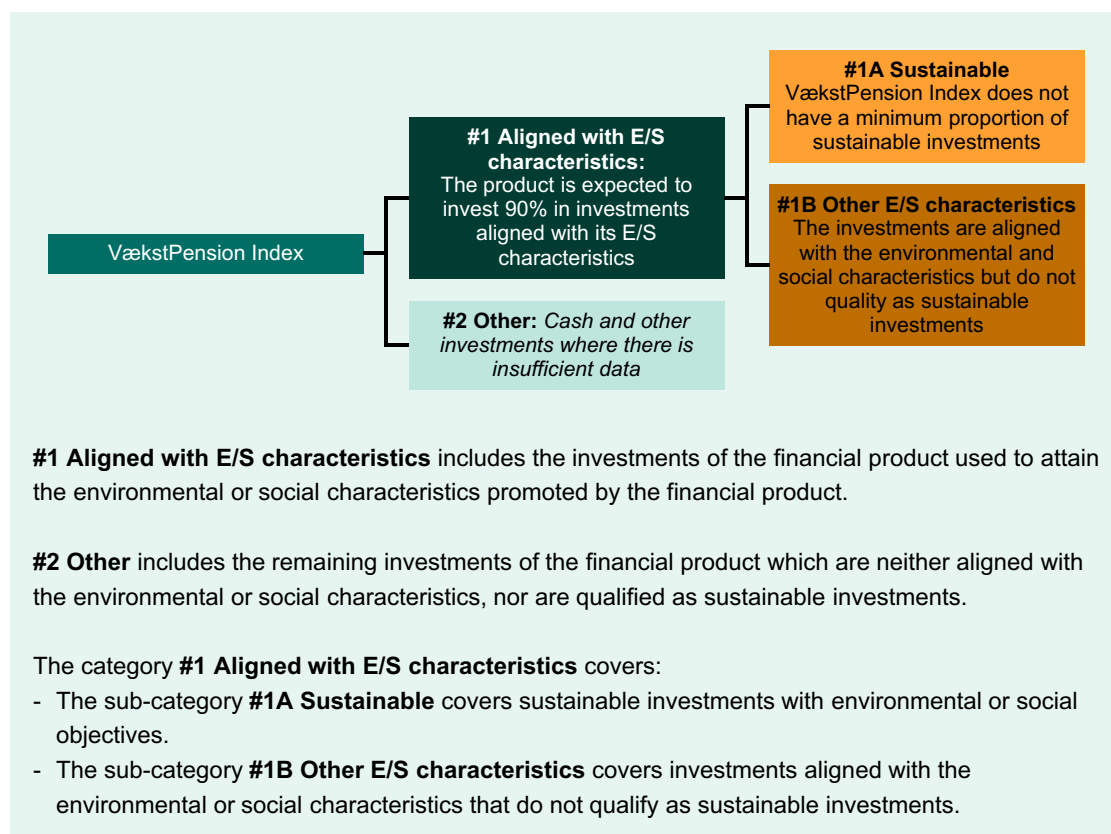 VækstPension Index
#1 Aligned with E/S
characteristics:
The product is expected to
invest 90% in investments
aligned with its E/S
characteristics
#2 Other: Cash and other
investments where there is
insufficient data
#1A Sustainable
VækstPension Index does not
have a minimum proportion of
sustainable investments
#1B Other E/S characteristics
The investments are aligned
with the environmental and
social characteristics but do not
quality as sustainable
investments
#1 Aligned with E/S characteristics includes the investments of the financial product used to attain
the environmental or social characteristics promoted by the financial product.
#2 Other includes the remaining investments of the financial product which are neither aligned with
the environmental or social characteristics, nor are qualified as sustainable investments.
The category #1 Aligned with E/S characteristics covers:
- The sub-category #1A Sustainable covers sustainable investments with environmental or social
objectives.
- The sub-category #1B Other E/S characteristics covers investments aligned with the
environmental or social characteristics that do not qualify as sustainable investments.